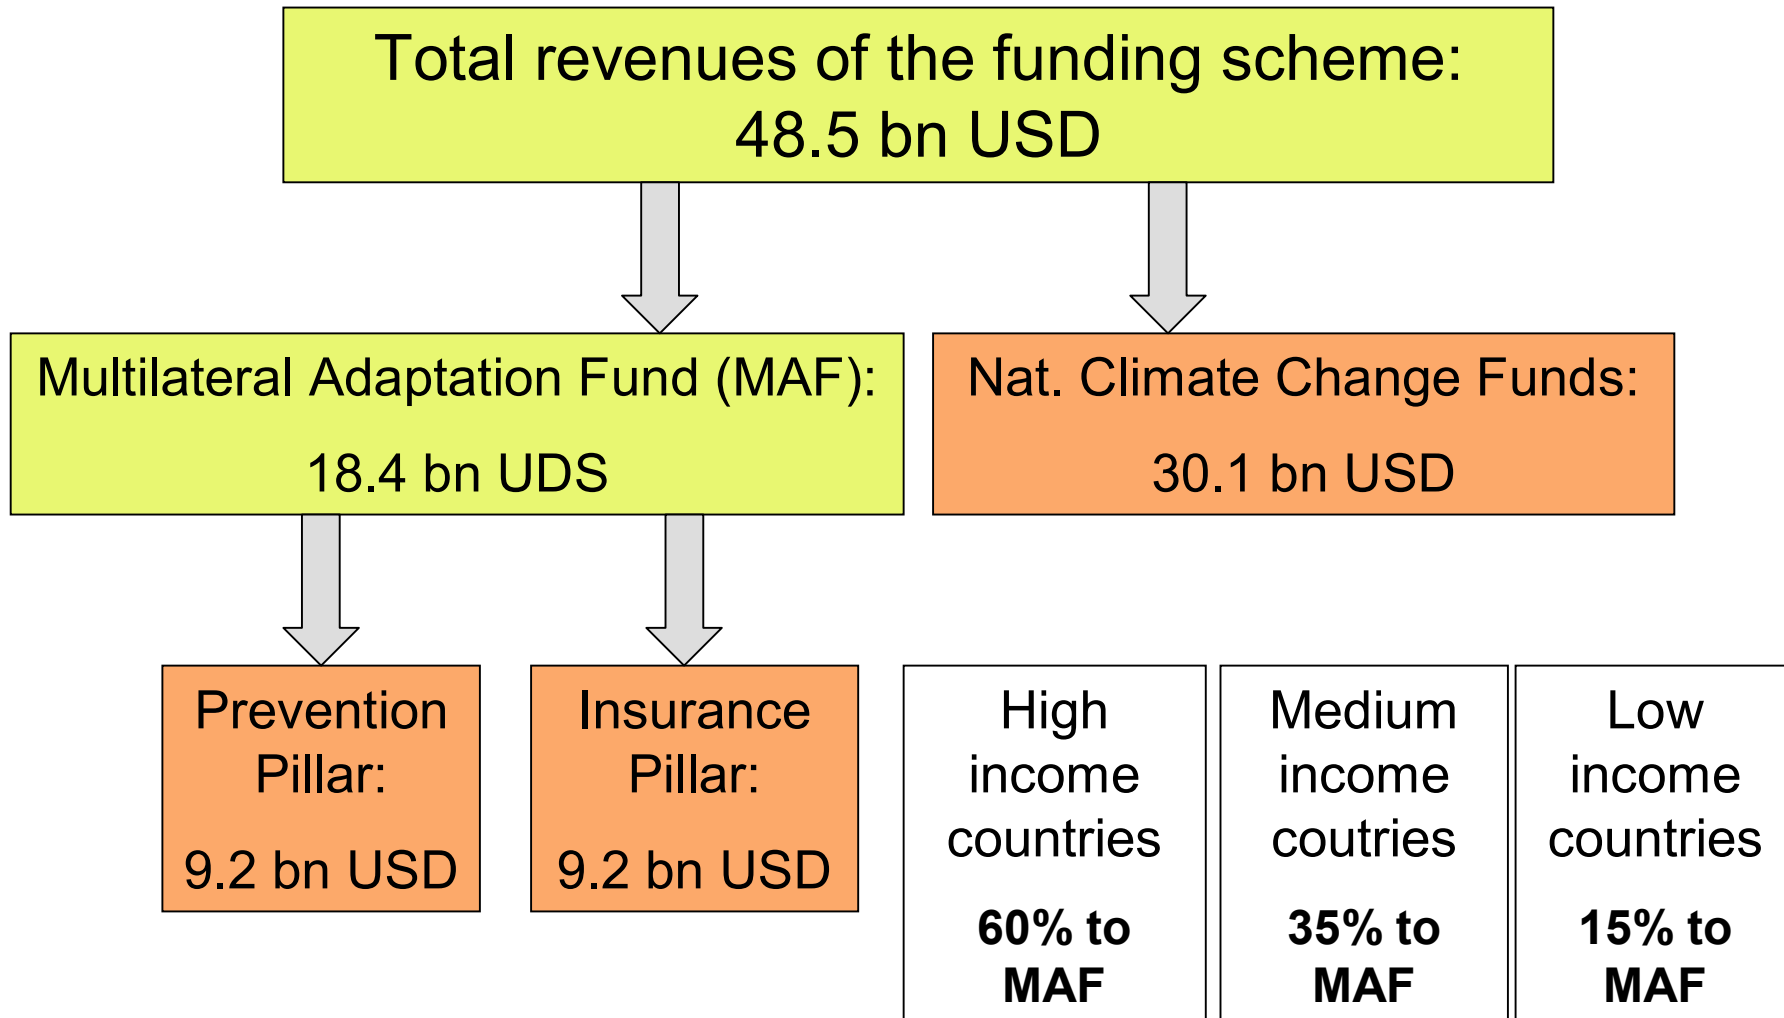 Total revenues of the funding scheme:
48.5 bn USD
Multilateral Adaptation Fund (MAF):
18.4 bn UDS
Nat. Climate Change Funds:
30.1 bn USD
Prevention
Pillar:
9.2 bn USD
Insurance
Pillar:
9.2 bn USD
High
income
countries
60% to
MAF
Medium
income
coutries
35% to
MAF
Low
income
countries
15% to
MAF